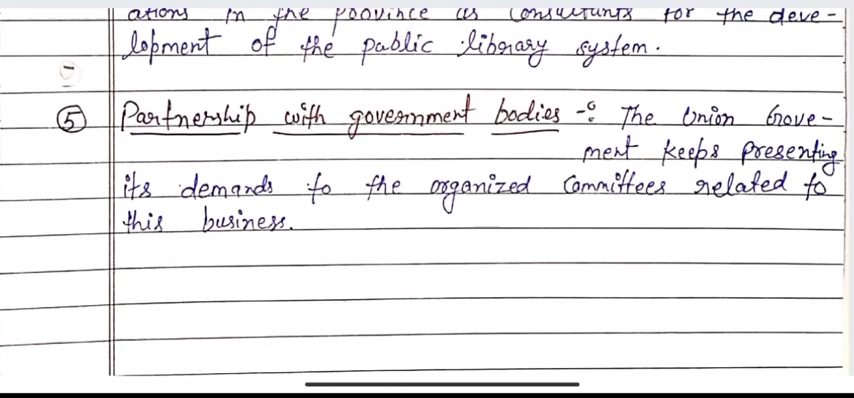 ations in the poovince as consultants for the deve-
lopment of the public library system.
⑤ Partnership with government bodies -: The Union Gove-
ment keeps presenting
its demands to the organized Committees related to
this business.